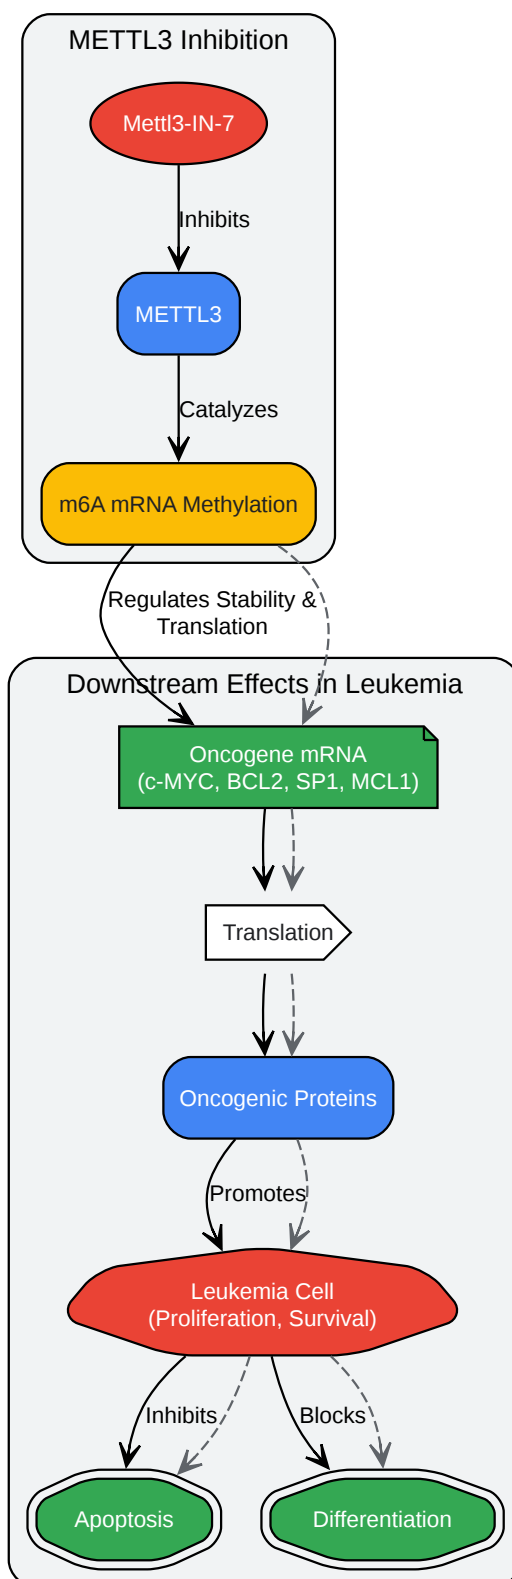 METTL3 Inhibition
Mettl3-IN-7
Inhibits
METTL3
Catalyzes
m6A mRNA Methylation
Regulates Stability &
Translation
Downstream Effects in Leukemia
Oncogene mRNA
(c-MYC, BCL2, SP1, MCL1)
Translation
Oncogenic Proteins
Promotes
Leukemia Cell
(Proliferation, Survival)
Inhibits
Blocks
Apoptosis
Differentiation